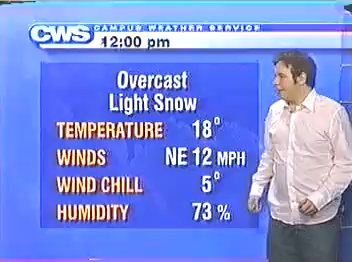 CWS CAMPUS WEATHER SERVICE
12:00 pm
Overcast
Light Snow
TEMPERATURE 18°
WINDS NE 12 MPH
WIND CHILL 5°
HUMIDITY 73 %